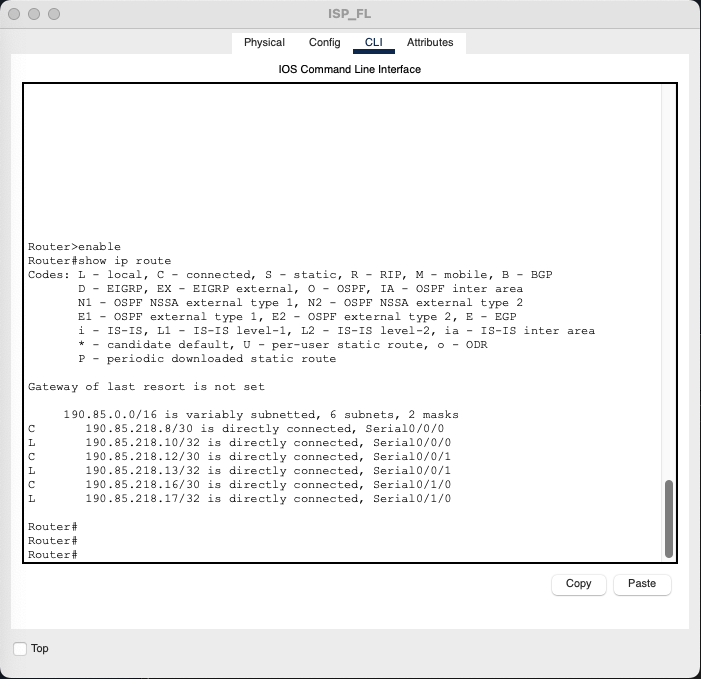 ISP_FL
Physical Config CLI Attributes
IOS Command Line Interface
Router>enable
Router#show ip route
Codes: L - local, C - connected, S - static, R - RIP, M - mobile, B - BGP
D - EIGRP, EX - EIGRP external, O - OSPF, IA - OSPF inter area
N1 - OSPF NSSA external type 1, N2 - OSPF NSSA external type 2
E1 - OSPF external type 1, E2 - OSPF external type 2, E - EGP
i - IS-IS, L1 - IS-IS level-1, L2 - IS-IS level-2, ia - IS-IS inter area
* - candidate default, U - per-user static route, o - ODR
P - periodic downloaded static route
Gateway of last resort is not set
190.85.0.0/16 is variably subnetted, 6 subnets, 2 masks
C 190.85.218.8/30 is directly connected, Serial0/0/0
L 190.85.218.10/32 is directly connected, Serial0/0/0
C 190.85.218.12/30 is directly connected, Serial0/0/1
L 190.85.218.13/32 is directly connected, Serial0/0/1
C 190.85.218.16/30 is directly connected, Serial0/1/0
L 190.85.218.17/32 is directly connected, Serial0/1/0
Router#
Router#
Router#
Copy Paste
Top